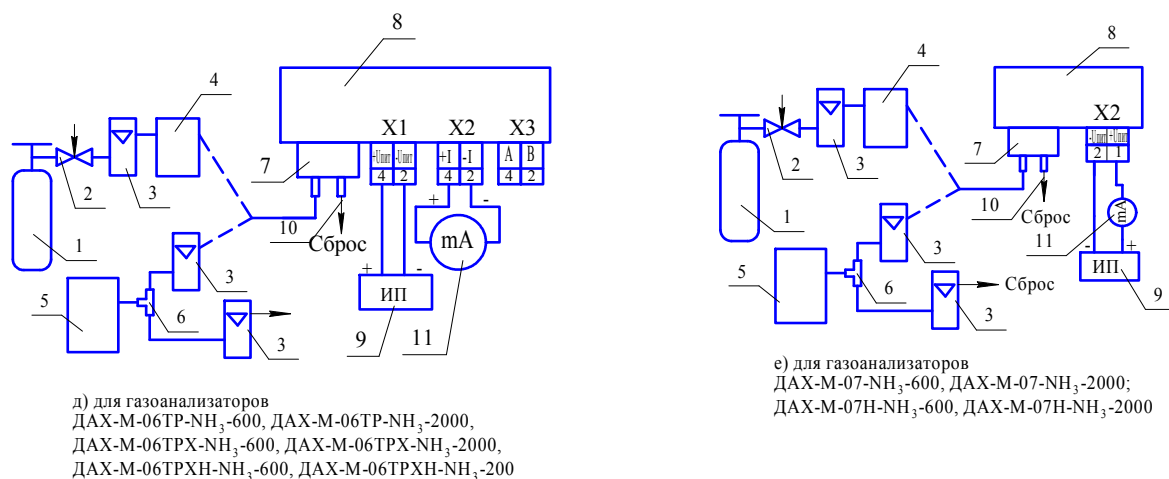 8
4
X1
X2
X3
+Uпит
-Uпит
+I
-I
A
B
4
2
4
2
4
2
7
2
3
1
10
Сброс
+
-
mA
3
5
6
+
-
ИП
3
9
11
д) для газоанализаторов
ДАХ-М-06ТР-NH3-600, ДАХ-М-06ТР-NH3-2000,
ДАХ-М-06ТРХ-NH3-600, ДАХ-М-06ТРХ-NH3-2000,
ДАХ-М-06ТРХН-NH3-600, ДАХ-М-06ТРХН-NH3-200
8
4
X2
-Uпит
+Uпит
2
1
7
2
3
1
10
Сброс
mA
11
3
5
6
-
+
ИП
9
Сброс
3
е) для газоанализаторов
ДАХ-М-07-NH3-600, ДАХ-М-07-NH3-2000;
ДАХ-М-07Н-NH3-600, ДАХ-М-07Н-NH3-2000